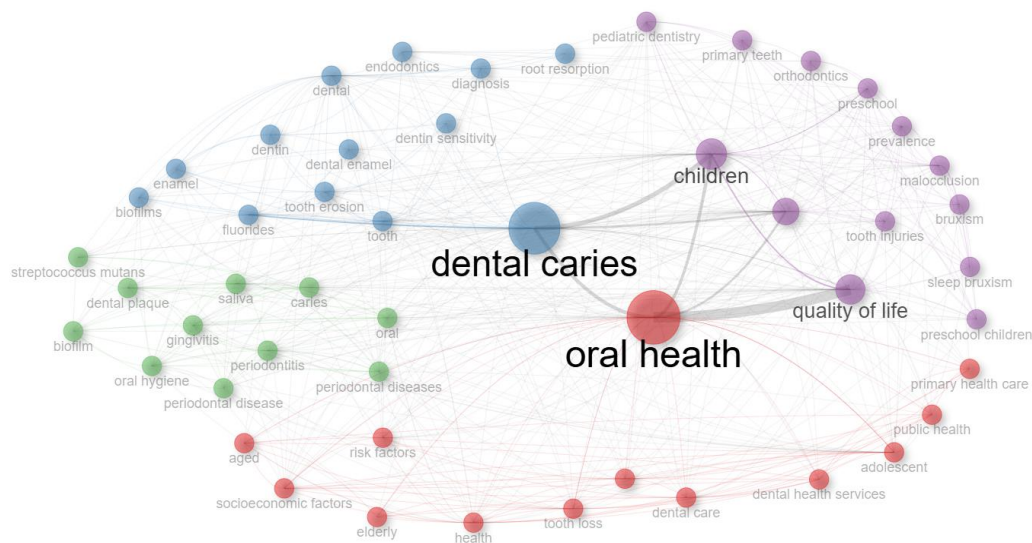 pediatric dentistry
endodontics
root resorption
primary teeth
orthodontics
dental
diagnosis
preschool
dentin sensitivity
prevalence
dentin
dental enamel
malocclusion
enamel
children
biofilms
tooth erosion
bruxism
fluorides
tooth
tooth injuries
dental caries
streptococcus mutans
sleep bruxism
dental plaque
saliva
caries
quality of life
oral
preschool children
gingivitis
biofilm
oral health
periodontitis
oral hygiene
periodontal diseases
primary health care
periodontal disease
public health
risk factors
aged
adolescent
socioeconomic factors
dental health services
dental care
tooth loss
elderly
health